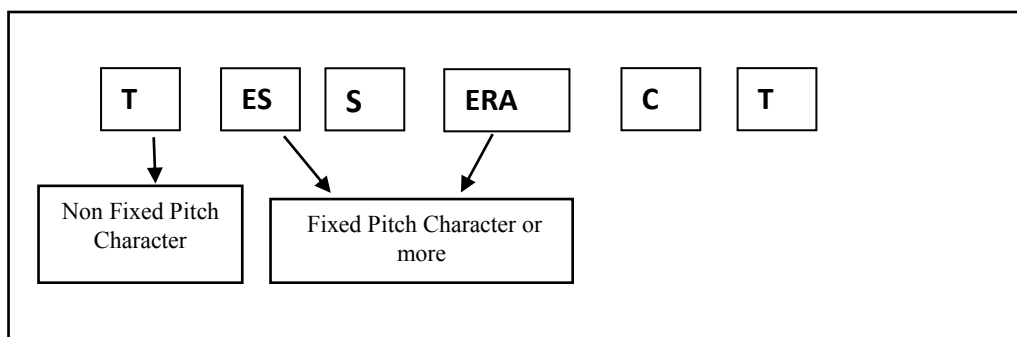 T ES S ERA C T
Non Fixed Pitch
Character
Fixed Pitch Character or
more